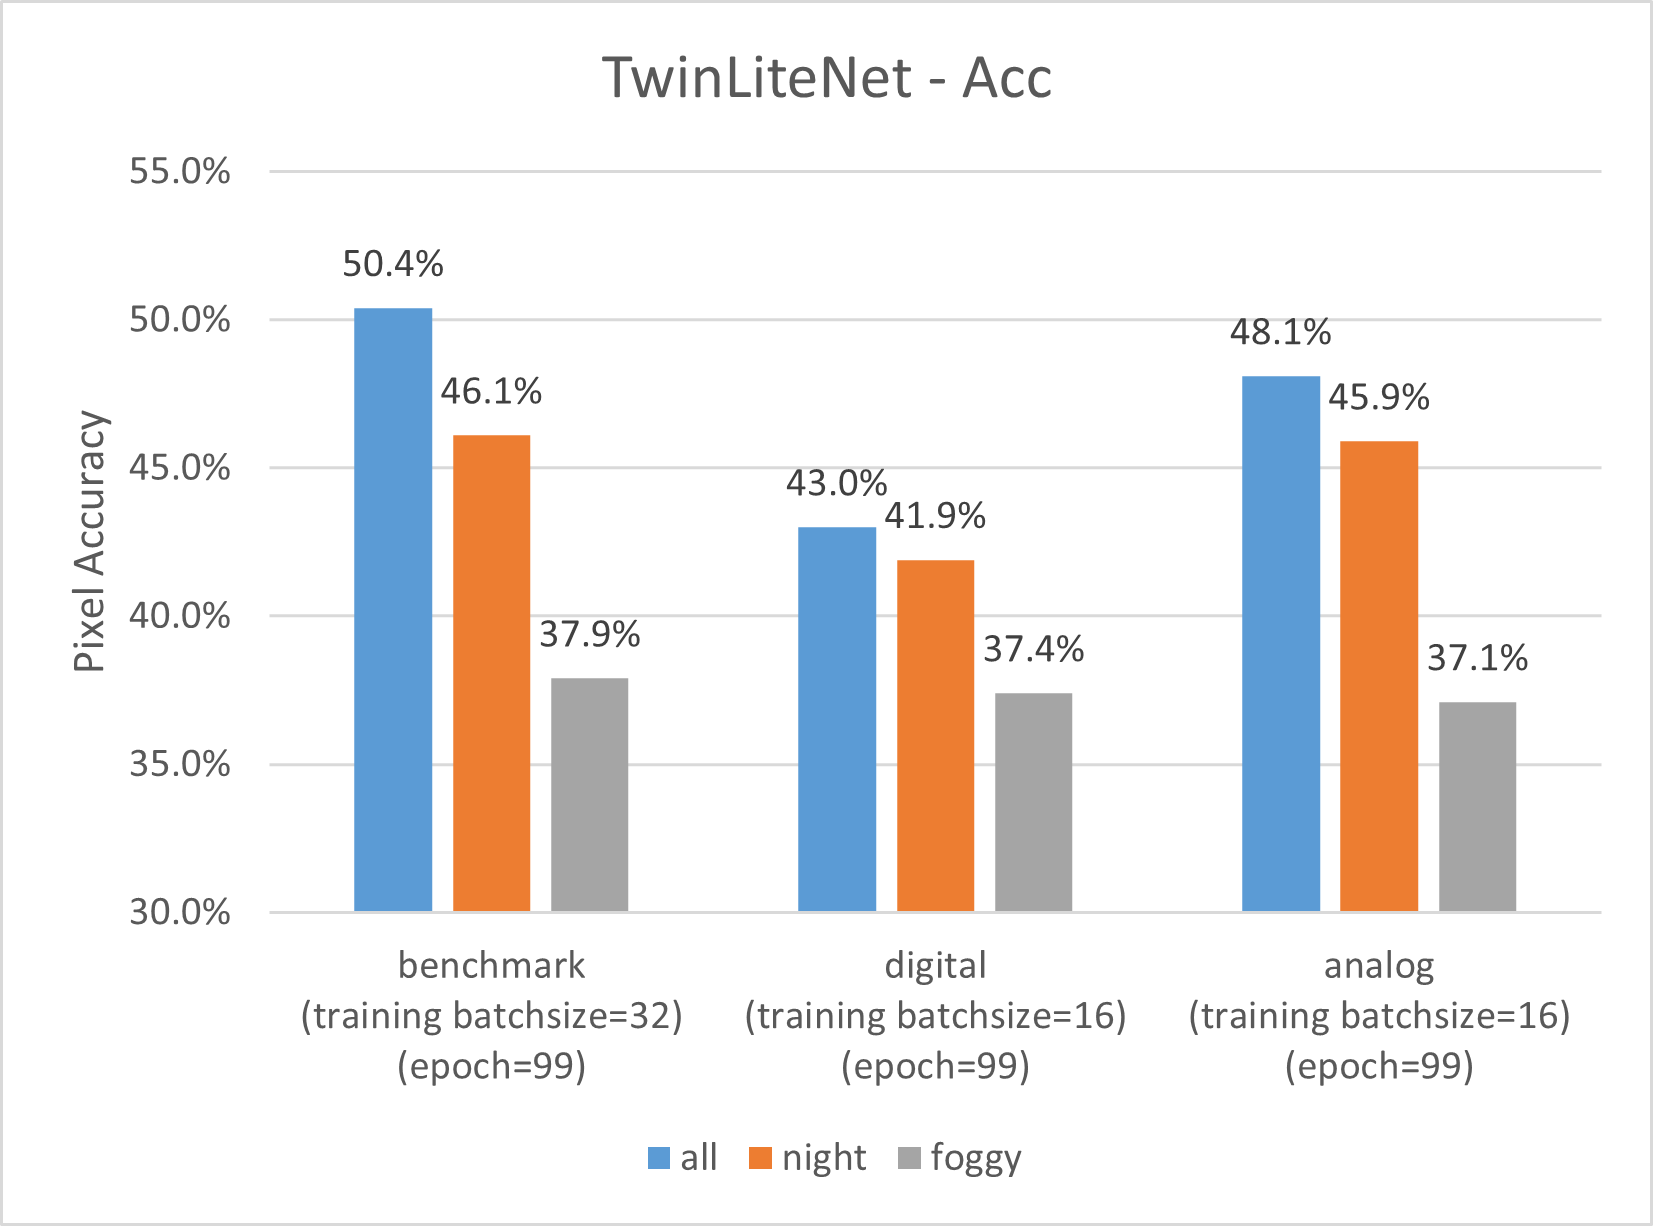 TwinLiteNet - Acc
55.0%
50.0%
45.0%
40.0%
35.0%
30.0%
Pixel Accuracy
50.4%
46.1%
37.9%
43.0%
41.9%
37.4%
48.1%
45.9%
37.1%
benchmark
(training batchsize=32)
(epoch=99)
digital
(training batchsize=16)
(epoch=99)
analog
(training batchsize=16)
(epoch=99)
all
night
foggy